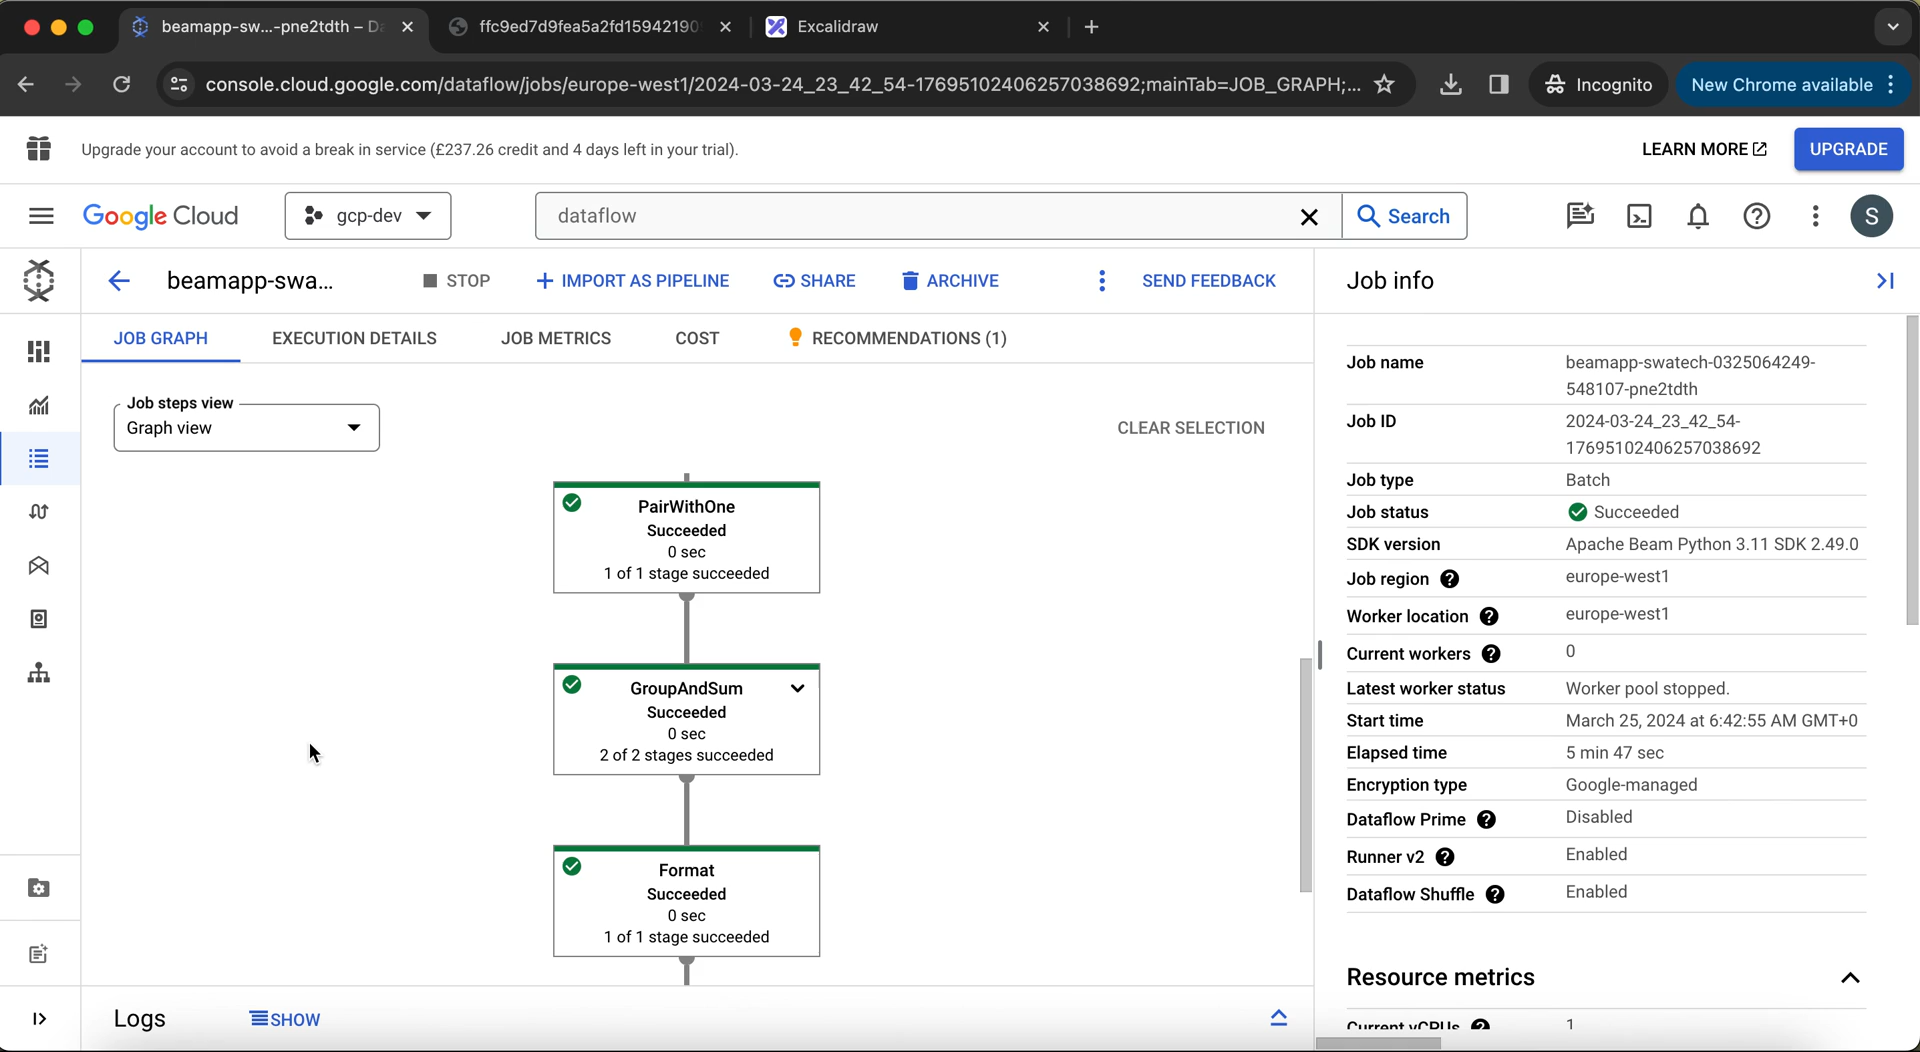 beamapp-sw...-pne2tdth – Da
ffc9ed7d9fea5a2fd15942190
Excalidraw
console.cloud.google.com/dataflow/jobs/europe-west1/2024-03-24_23_42_54-17695102406257038692;mainTab=JOB_GRAPH;...
Incognito
New Chrome available
Upgrade your account to avoid a break in service (£237.26 credit and 4 days left in your trial).
LEARN MORE
UPGRADE
Google Cloud
gcp-dev
dataflow
Search
S
beamapp-swa...
STOP
IMPORT AS PIPELINE
SHARE
ARCHIVE
SEND FEEDBACK
JOB GRAPH
EXECUTION DETAILS
JOB METRICS
COST
RECOMMENDATIONS (1)
Job steps view
Graph view
CLEAR SELECTION
PairWithOne
Succeeded
0 sec
1 of 1 stage succeeded
GroupAndSum
Succeeded
0 sec
2 of 2 stages succeeded
Format
Succeeded
0 sec
1 of 1 stage succeeded
Logs
SHOW
Job info
Job name
beamapp-swatech-0325064249-
548107-pne2tdth
Job ID
2024-03-24_23_42_54-
17695102406257038692
Job type
Batch
Job status
Succeeded
SDK version
Apache Beam Python 3.11 SDK 2.49.0
Job region
europe-west1
Worker location
europe-west1
Current workers
0
Latest worker status
Worker pool stopped.
Start time
March 25, 2024 at 6:42:55 AM GMT+0
Elapsed time
5 min 47 sec
Encryption type
Google-managed
Dataflow Prime
Disabled
Runner v2
Enabled
Dataflow Shuffle
Enabled
Resource metrics
Current vCPUs
1